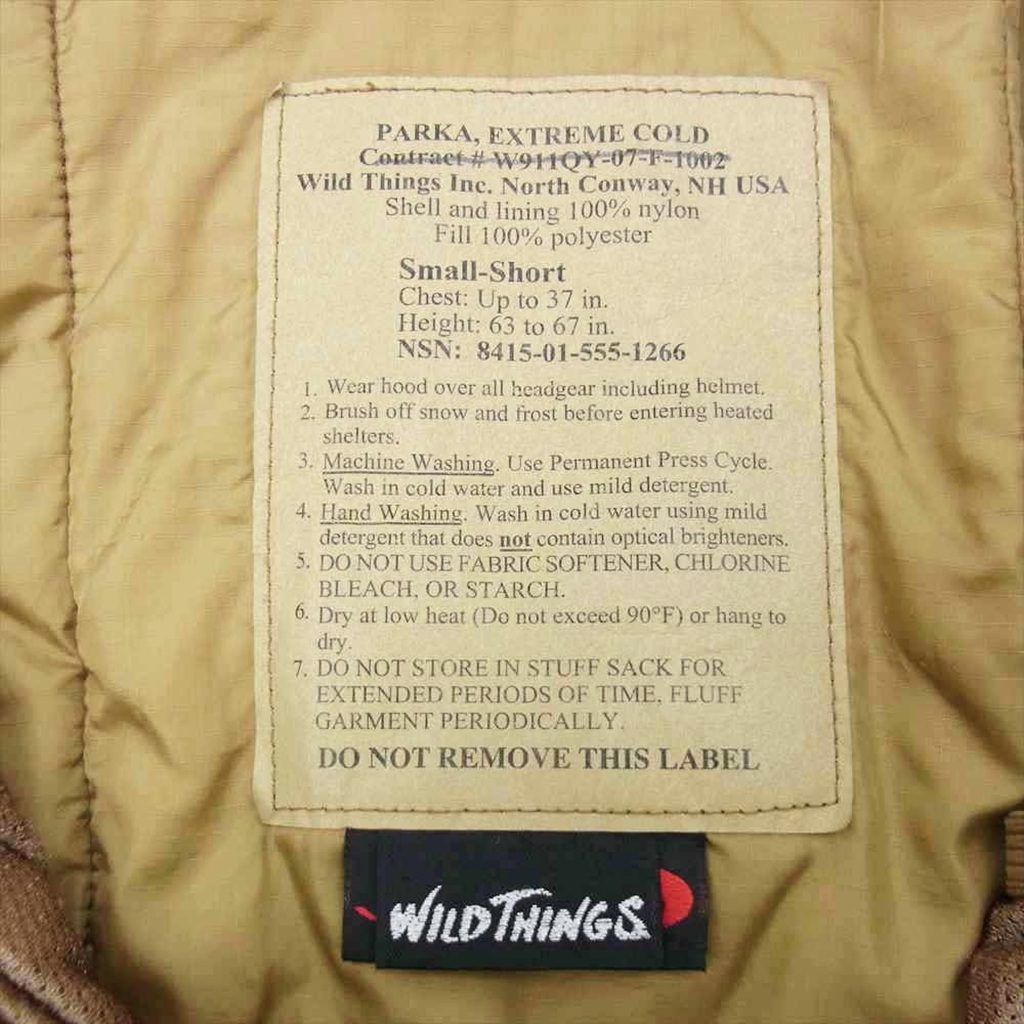 PARKA, EXTREME COLD
Contract # W911QY-07-F-1002
Wild Things Inc. North Conway, NH USA
Shell and lining 100% nylon
Fill 100% polyester
Small-Short
Chest: Up to 37 in.
Height: 63 to 67 in.
NSN: 8415-01-555-1266
1. Wear hood over all headgear including helmet.
2. Brush off snow and frost before entering heated
shelters.
3. Machine Washing. Use Permanent Press Cycle.
Wash in cold water and use mild detergent.
4. Hand Washing. Wash in cold water using mild
detergent that does not contain optical brighteners.
5. DO NOT USE FABRIC SOFTENER, CHLORINE
BLEACH, OR STARCH.
6. Dry at low heat (Do not exceed 90°F) or hang to
dry.
7. DO NOT STORE IN STUFF SACK FOR
EXTENDED PERIODS OF TIME, FLUFF
GARMENT PERIODICALLY.
DO NOT REMOVE THIS LABEL
WILD THINGS